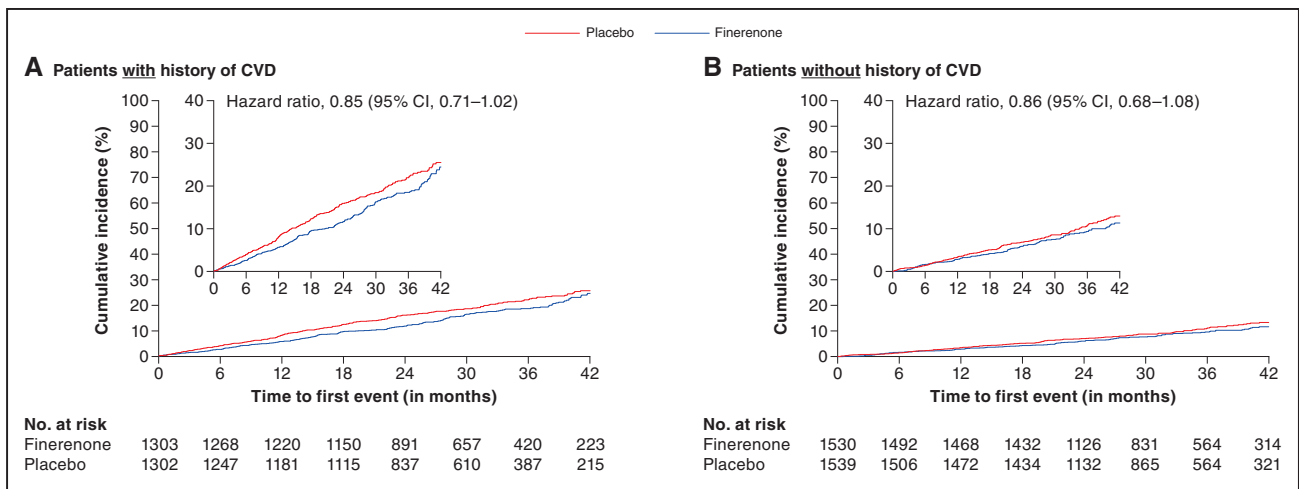 Placebo Finerenone
A Patients with history of CVD
Hazard ratio, 0.85 (95% CI, 0.71–1.02)
Cumulative incidence (%)
100
90
80
70
60
50
40
30
20
10
0
40
30
20
10
0
0 6 12 18 24 30 36 42
0 6 12 18 24 30 36 42
Time to first event (in months)
No. at risk
Finerenone 1303 1268 1220 1150 891 657 420 223
Placebo 1302 1247 1181 1115 837 610 387 215
B Patients without history of CVD
Hazard ratio, 0.86 (95% CI, 0.68–1.08)
Cumulative incidence (%)
100
90
80
70
60
50
40
30
20
10
0
40
30
20
10
0
0 6 12 18 24 30 36 42
0 6 12 18 24 30 36 42
Time to first event (in months)
No. at risk
Finerenone 1530 1492 1468 1432 1126 831 564 314
Placebo 1539 1506 1472 1434 1132 865 564 321